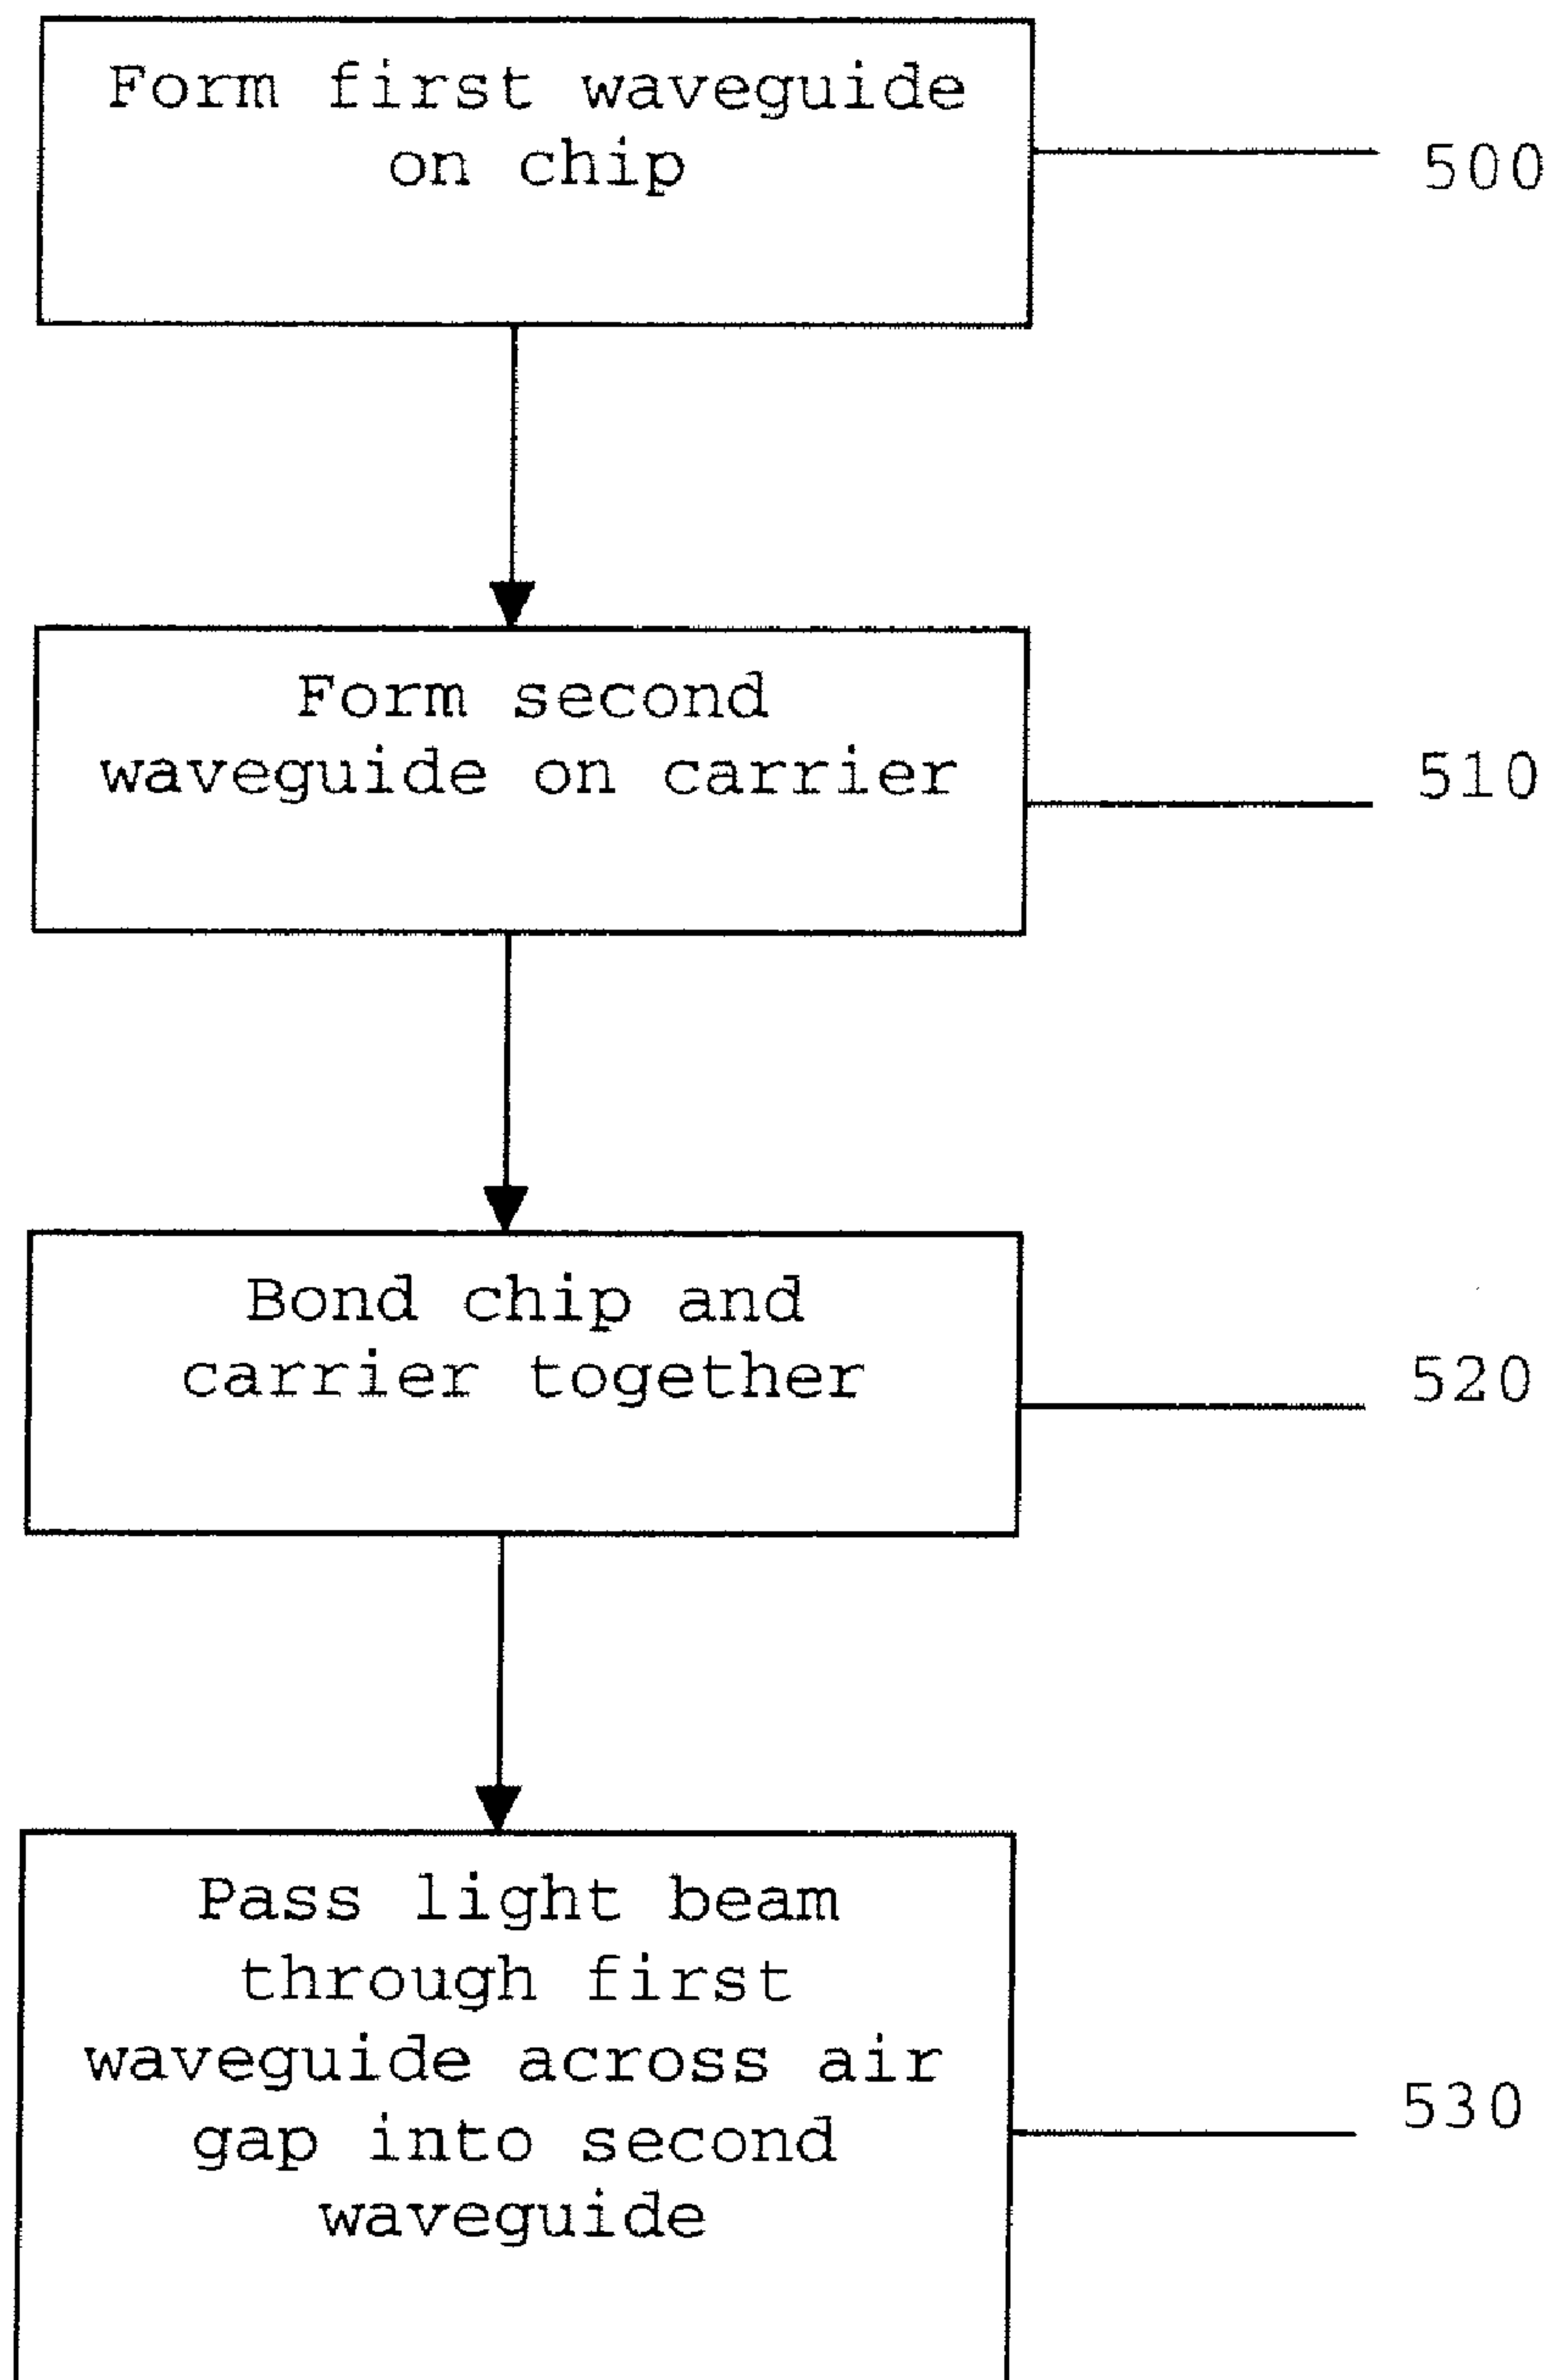 Form first waveguide
on chip
500
Form second
waveguide on carrier
510
Bond chip and
carrier together
520
Pass light beam
through first
waveguide across air
gap into second
waveguide
530